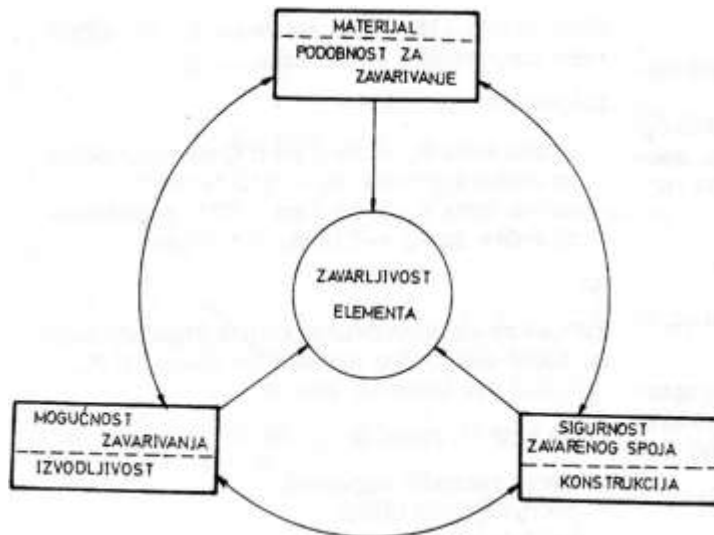 MATERIJAL
PODOBNOST ZA
ZAVARIVANJE
ZAVARLJIVOST
ELEMENTA
MOGUĆNOST
ZAVARIVANJA
IZVODLJIVOST
SIGURNOST
ZAVARENOG SPOJA
KONSTRUKCIJA